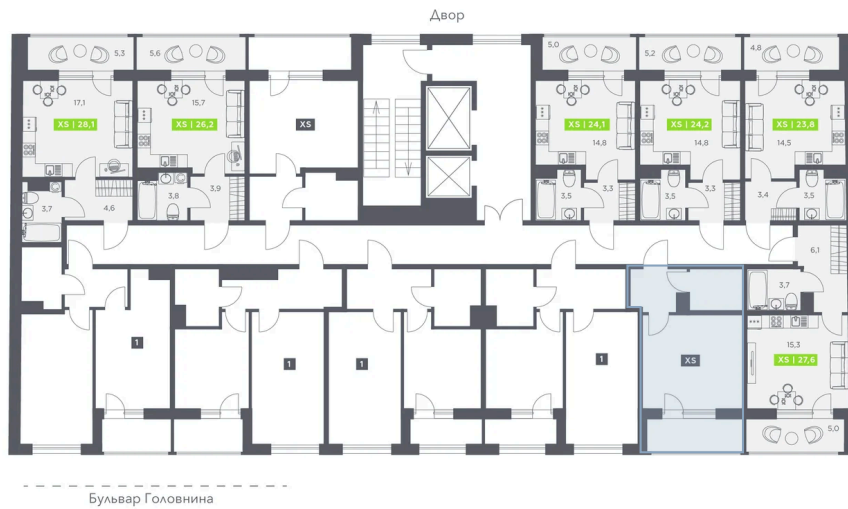 Двор
5,3
5,6
5,0
5,2
4,8
17,1
XS | 28,1
15,7
XS | 26,2
XS
XS | 24,1
14,8
XS | 24,2
14,8
XS | 23,8
14,5
3,7
4,6
3,8
3,9
3,5
3,3
3,5
3,3
3,4
3,5
6,1
3,7
1
1
1
1
XS
15,3
XS | 27,6
5,0
Бульвар Головнина